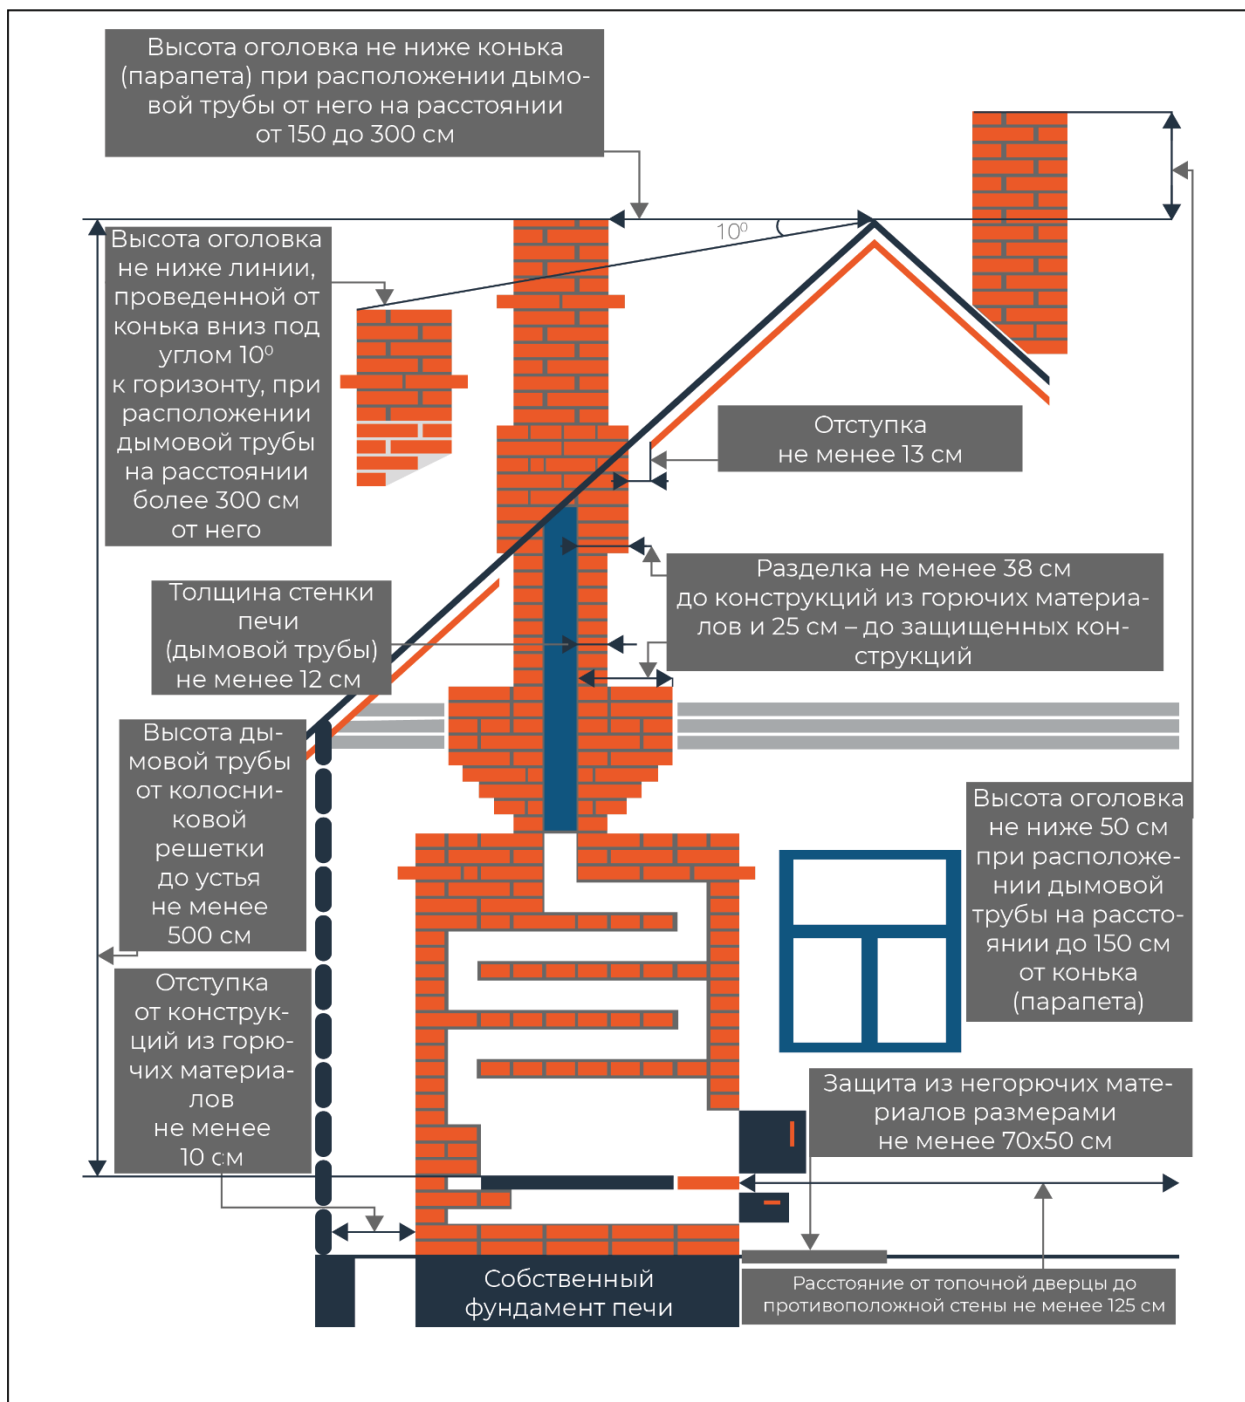 Высота оголовка не ниже конька
(парапета) при расположении дымо-
вой трубы от него на расстоянии
от 150 до 300 см
10⁰
Высота оголовка
не ниже линии,
проведенной от
конька вниз под
углом 10⁰
к горизонту, при
расположении
дымовой трубы
на расстоянии
более 300 см
от него
Отступка
не менее 13 см
Разделка не менее 38 см
до конструкций из горючих материа-
лов и 25 см – до защищенных кон-
струкций
Толщина стенки
печи
(дымовой трубы)
не менее 12 см
Высота ды-
мовой трубы
от колосни-
ковой
решетки
до устья
не менее
500 см
Высота оголовка
не ниже 50 см
при расположе-
нии дымовой
трубы на рассто-
янии до 150 см
от конька
(парапета)
Отступка
от конструк-
ций из горю-
чих материа-
лов
не менее
10 см
Защита из негорючих мате-
риалов размерами
не менее 70х50 см
Собственный
фундамент печи
Расстояние от топочной дверцы до
противоположной стены не менее 125 см